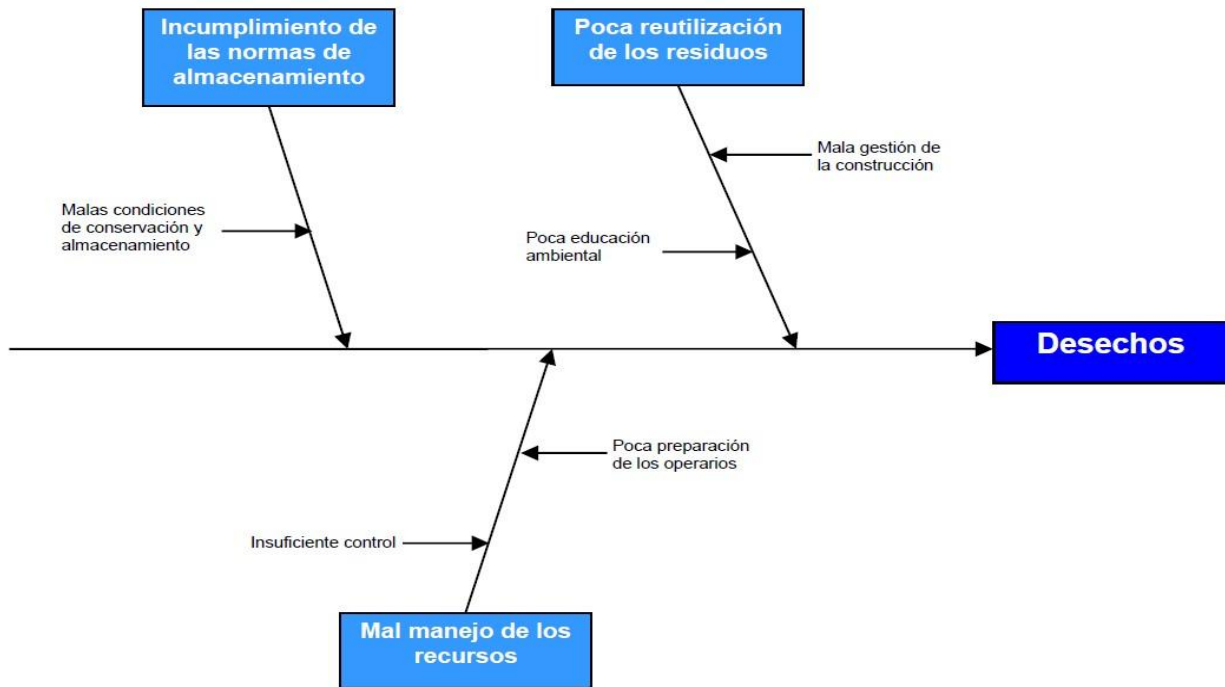 Incumplimiento de
las normas de
almacenamiento
Poca reutilización
de los residuos
Mala gestión de
la construcción
Malas condiciones
de conservación y
almacenamiento
Poca educación
ambiental
Desechos
Poca preparación
de los operarios
Insuficiente control
Mal manejo de los
recursos